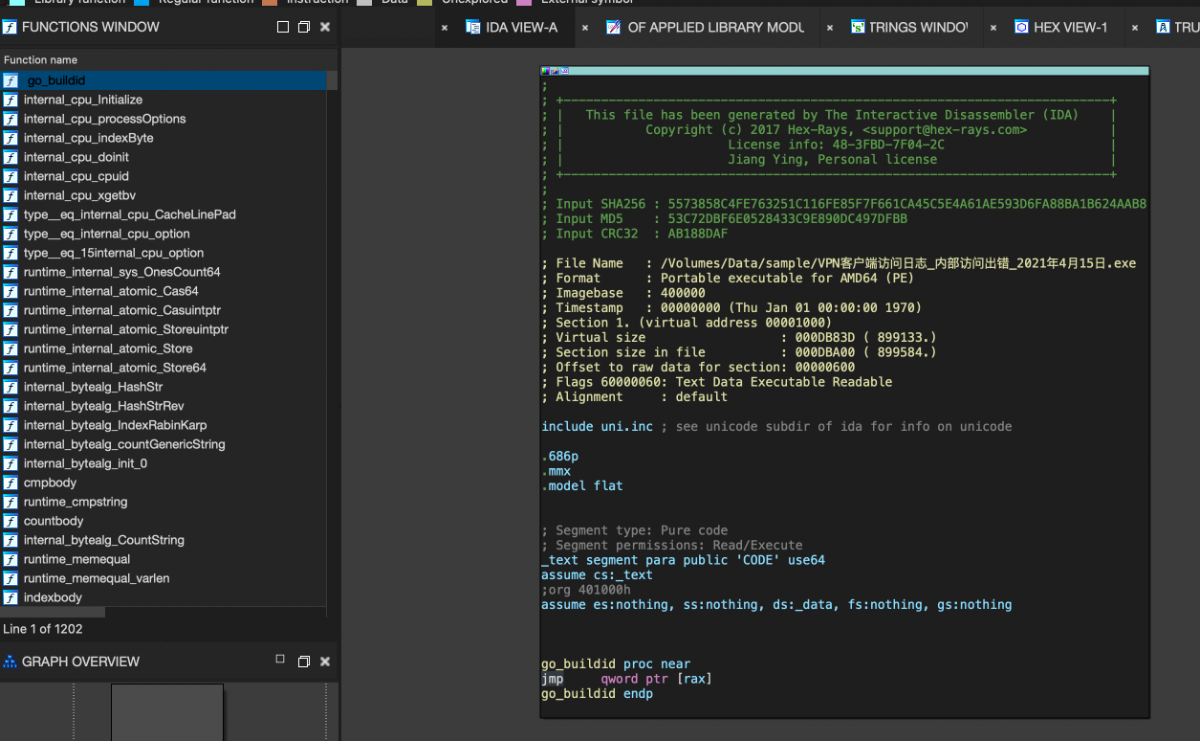 Library function Regular function Instruction Data Unexplored External symbol
FUNCTIONS WINDOW
× IDA VIEW-A × OF APPLIED LIBRARY MODU × TRINGS WINDOW × HEX VIEW-1 × TRU
Function name
go_buildid
internal_cpu_Initialize
internal_cpu_processOptions
internal_cpu_indexByte
internal_cpu_doinit
internal_cpu_cpuid
internal_cpu_xgetbv
type__eq_internal_cpu_CacheLinePad
type__eq_internal_cpu_option
type__eq_15internal_cpu_option
runtime_internal_sys_OnesCount64
runtime_internal_atomic_Cas64
runtime_internal_atomic_Casuintptr
runtime_internal_atomic_Storeuintptr
runtime_internal_atomic_Store
runtime_internal_atomic_Store64
internal_bytealg_HashStr
internal_bytealg_HashStrRev
internal_bytealg_IndexRabinKarp
internal_bytealg_countGenericString
internal_bytealg_init_0
cmpbody
runtime_cmpstring
countbody
internal_bytealg_CountString
runtime_memequal
runtime_memequal_varlen
indexbody
Line 1 of 1202
GRAPH OVERVIEW
;
; +-------------------------------------------------------------------------+
; | This file has been generated by The Interactive Disassembler (IDA) |
; | Copyright (c) 2017 Hex-Rays, <support@hex-rays.com> |
; | License info: 48-3FBD-7F04-2C |
; | Jiang Ying, Personal license |
; +-------------------------------------------------------------------------+
;
; Input SHA256 : 5573858C4FE763251C116FE85F7F661CA45C5E4A61AE593D6FA88BA1B624AAB8
; Input MD5 : 53C72DBF6E0528433C9E890DC497DFBB
; Input CRC32 : AB188DAF
; File Name : /Volumes/Data/sample/VPN客户端访问日志_内部访问出错_2021年4月15日.exe
; Format : Portable executable for AMD64 (PE)
; Imagebase : 400000
; Timestamp : 00000000 (Thu Jan 01 00:00:00 1970)
; Section 1. (virtual address 00001000)
; Virtual size : 000DB83D ( 899133.)
; Section size in file : 000DBA00 ( 899584.)
; Offset to raw data for section: 00000600
; Flags 60000060: Text Data Executable Readable
; Alignment : default
include uni.inc ; see unicode subdir of ida for info on unicode
.686p
.mmx
.model flat
; Segment type: Pure code
; Segment permissions: Read/Execute
_text segment para public 'CODE' use64
assume cs:_text
;org 401000h
assume es:nothing, ss:nothing, ds:_data, fs:nothing, gs:nothing
go_buildid proc near
jmp qword ptr [rax]
go_buildid endp